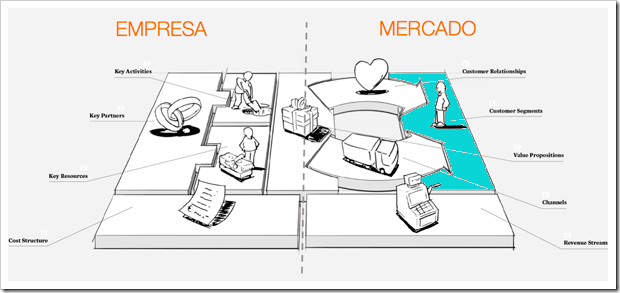 EMPRESA
MERCADO
Key Activities
Customer Relationships
Key Partners
Customer Segments
Value Propositions
Key Resources
Channels
Cost Structure
Revenue Stream